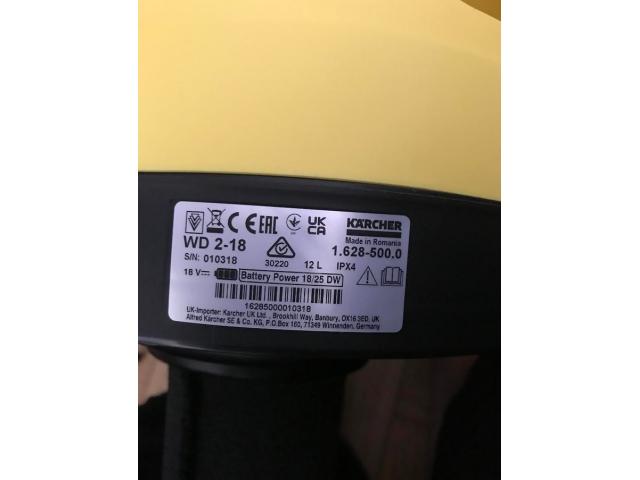 CE EAC UK CA KÄRCHER
Made in Romania
WD 2-18 1.628-500.0
S/N: 010318 30220 12 L IPX4
18 V Battery Power 18/25 DW
16285000010318
UK-Importer: Karcher UK Ltd. , Brookhill Way, Banbury, OX16 3ED, UK
Alfred Kärcher SE & Co. KG, P.O.Box 160, 71349 Winnenden, Germany